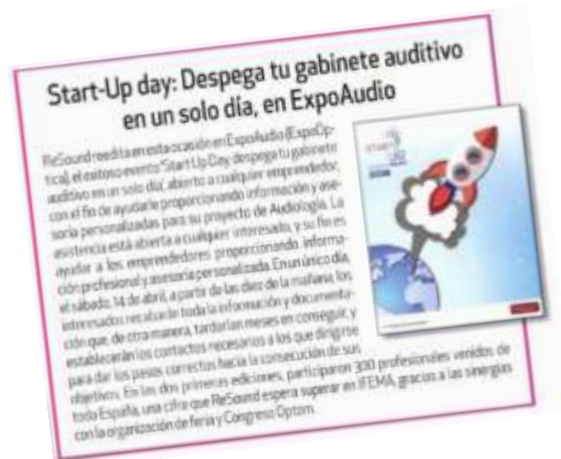 Start-Up day: Despega tu gabinete auditivo
en un solo día, en ExpoAudio
ReSound reedita en esta ocasión en ExpoAudio (ExpoÓp-
tica), el exitoso evento 'Start Up Day, despega tu gabinete
auditivo en un solo día', abierto a cualquier emprendedor,
con el fin de ayudarle proporcionando información y ase-
soría personalizadas para su proyecto de Audiología. La
asistencia está abierta a cualquier interesado, y su fin es
ayudar a los emprendedores proporcionando informa-
ción profesional y asesoría personalizada. En un único día,
el sábado, 14 de abril, a partir de las diez de la mañana, los
interesados recabarán toda la información y documenta-
ción que, de otra manera, tardarían meses en conseguir, y
establecerán los contactos necesarios a los que dirigirse
para dar los pasos correctos hacia la consecución de sus
objetivos. En las dos primeras ediciones, participaron 300 profesionales venidos de
todo España, una cifra que ReSound espera superar en IFEMA, gracias a las sinergias
con la organización de feria y Congreso Optom.